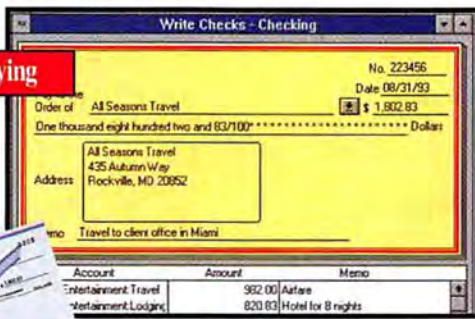 Write Checks - Checking
ying
No. 223456
Date 08/31/93
Order of All Seasons Travel $ 1,802.83
One thousand eight hundred two and 83/100* * * * * * * * * * * * * * * * * * * * Dollars
All Seasons Travel
435 Autumn Way
Address Rockville, MD 20852
Travel to client office in Miami
Account Amount Memo
Entertainment:Travel 982.00 Airfare
ntertainment:Lodging 820.83 Hotel for 8 nights